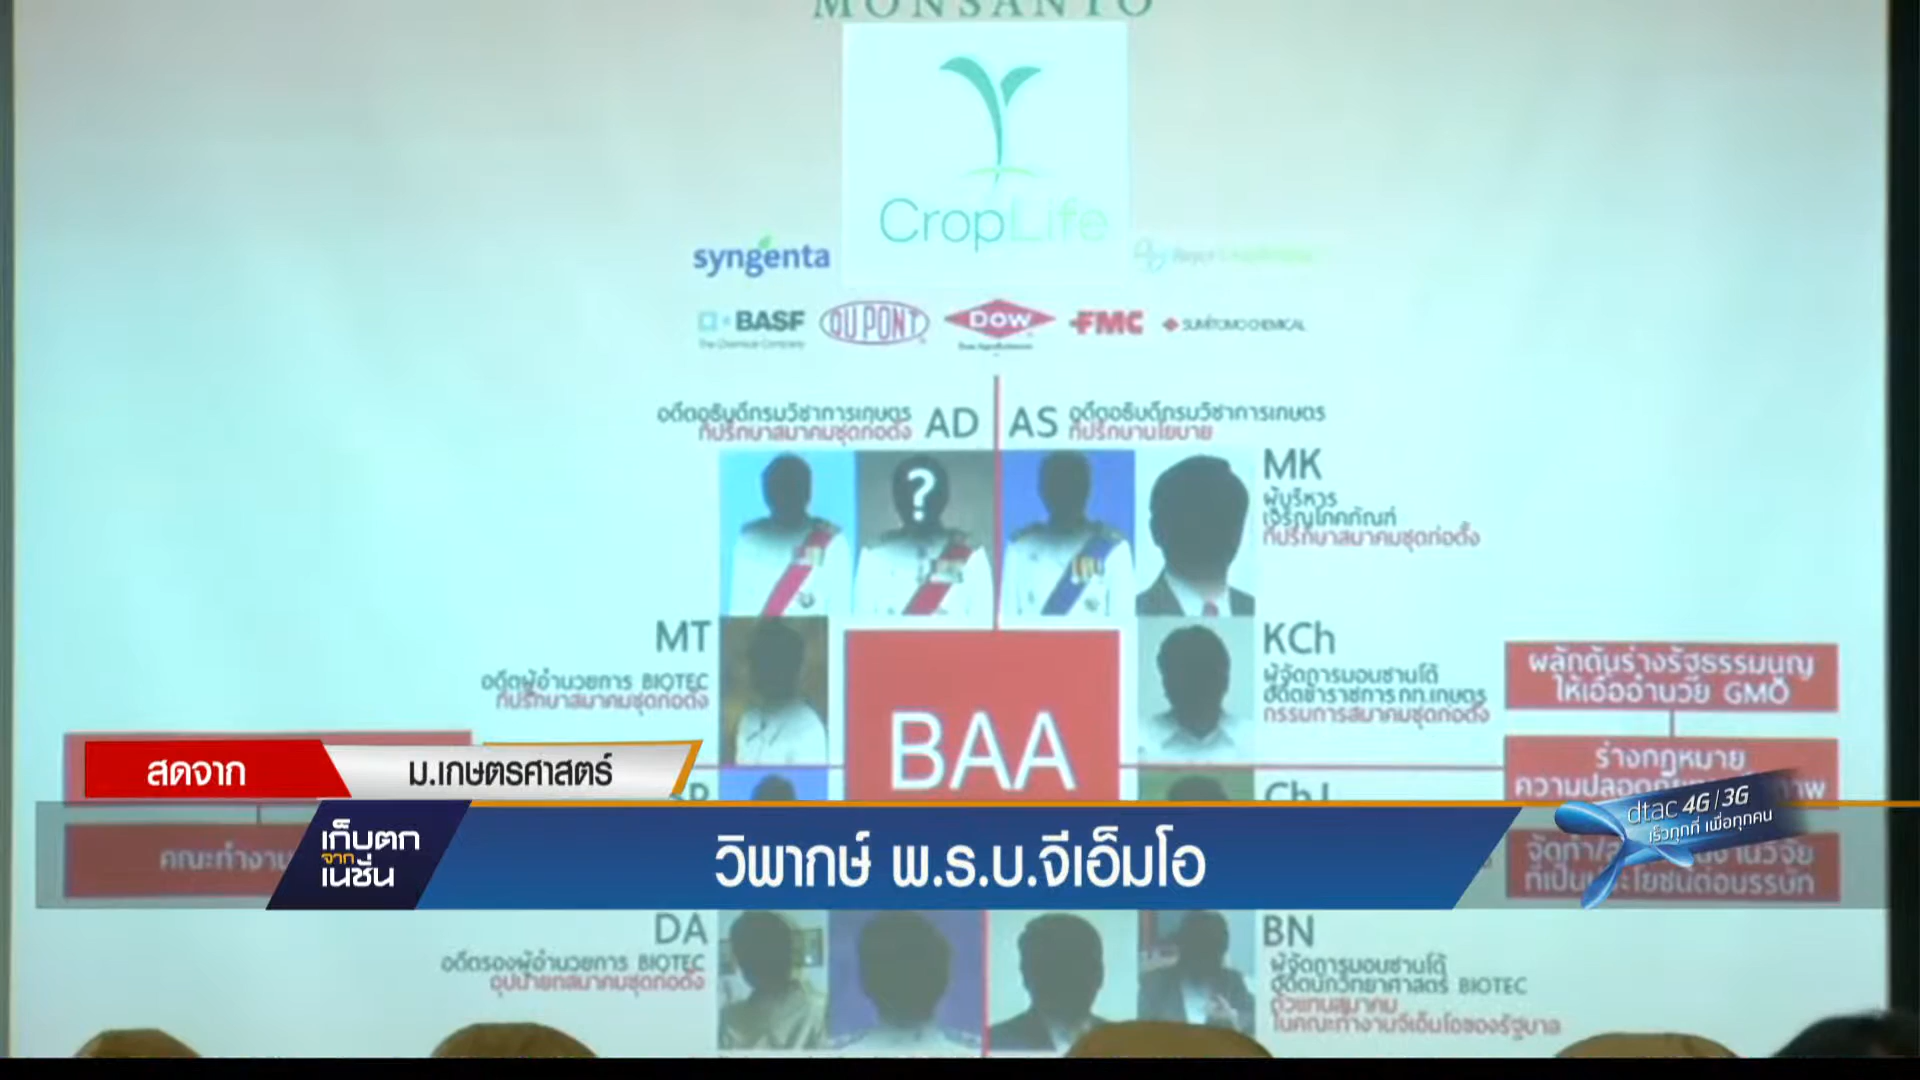 MONSANTO
CropLife
syngenta
BASF
The Chemical Company
DU PONT
Dow
FMC
SUMITOMO CHEMICAL
อดีตอธิบดีกรมวิชาการเกษตร
ที่ปรึกษาสมาคมชุดก่อตั้ง
AD
AS
อดีตอธิบดีกรมวิชาการเกษตร
ที่ปรึกษานโยบาย
?
MK
ผู้บริหาร
เจริญโภคภัณฑ์
ที่ปรึกษาสมาคมชุดก่อตั้ง
MT
อดีตผู้อำนวยการ BIOTEC
ที่ปรึกษาสมาคมชุดก่อตั้ง
BAA
KCh
ผู้จัดการมอนซานโต้
อดีตข้าราชการ กท.เกษตร
กรรมการสมาคมชุดก่อตั้ง
ผลักดันร่างรัฐธรรมนูญ
ให้เอื้ออำนวย GMO
ร่างกฎหมาย
สดจาก
ม.เกษตรศาสตร์
คณะทำงาน
เก็บตก
จาก
เนชั่น
วิพากษ์ พ.ร.บ.จีเอ็มโอ
dtac 4G/3G
เร็วทุกที่ เพื่อทุกคน
จัดทำ
DA
อดีตรองผู้อำนวยการ BIOTEC
อุปนายกสมาคมชุดก่อตั้ง
BN
ผู้จัดการมอนซานโต้
อดีตนักวิทยาศาสตร์ BIOTEC
ตัวแทนสมาคม
ในคณะทำงานจีเอ็มโอของรัฐบาล